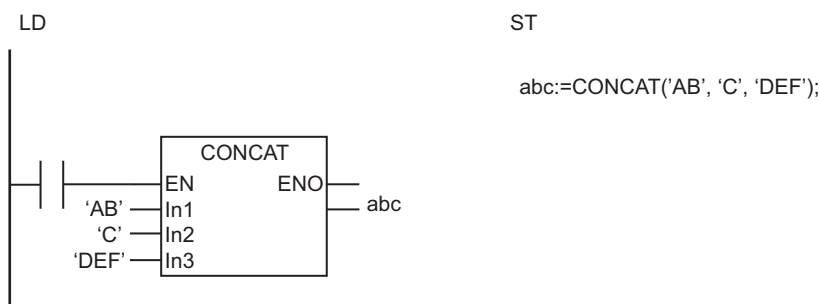 LD
ST
abc:=CONCAT('AB', ‘C’, ‘DEF’);
CONCAT
EN ENO
‘AB’ In1 abc
‘C’ In2
‘DEF’ In3